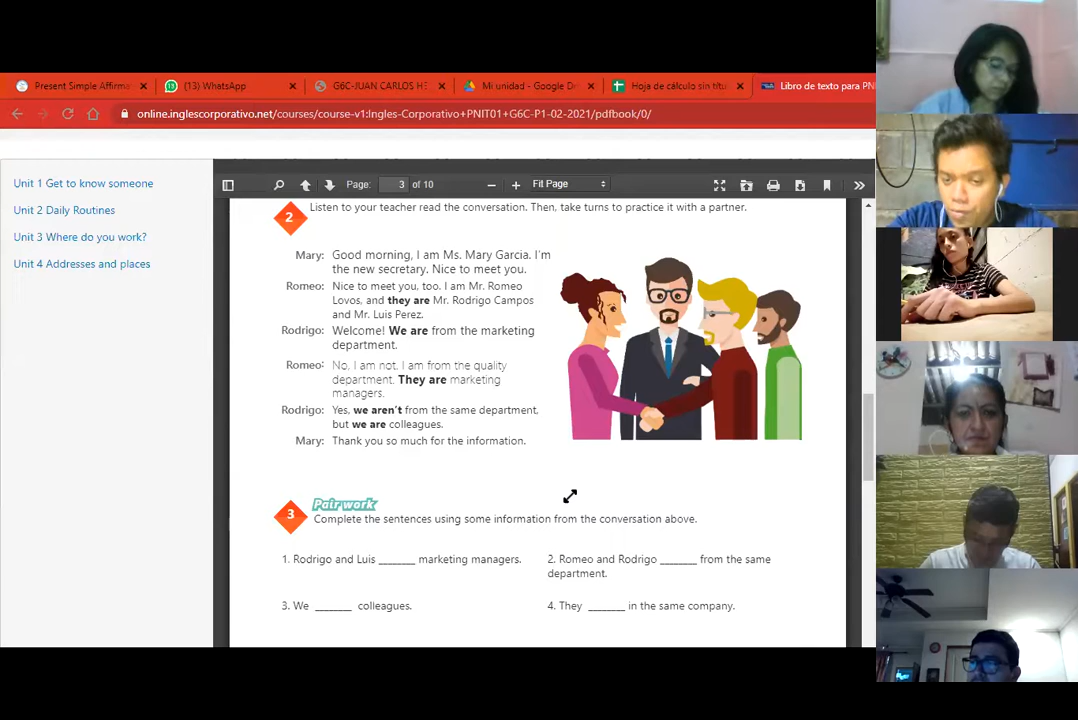 Present Simple Affirma
(13) WhatsApp
G6C-JUAN CARLOS HE
Mi unidad - Google Dr
Hoja de cálculo sin títu
Libro de texto para PNI
online.inglescorporativo.net/courses/course-v1:Ingles-Corporativo+PNIT01+G6C-P1-02-2021/pdfbook/0/
Unit 1 Get to know someone
Unit 2 Daily Routines
Unit 3 Where do you work?
Unit 4 Addresses and places
Page: 3 of 10
Fit Page
2
Listen to your teacher read the conversation. Then, take turns to practice it with a partner.
Mary: Good morning, I am Ms. Mary Garcia. I'm
the new secretary. Nice to meet you.
Romeo: Nice to meet you, too. I am Mr. Romeo
Lovos, and they are Mr. Rodrigo Campos
and Mr. Luis Perez.
Rodrigo: Welcome! We are from the marketing
department.
Romeo: No, I am not. I am from the quality
department. They are marketing
managers.
Rodrigo: Yes, we aren't from the same department,
but we are colleagues.
Mary: Thank you so much for the information.
Pair work
3
Complete the sentences using some information from the conversation above.
1. Rodrigo and Luis _______ marketing managers.
2. Romeo and Rodrigo _______ from the same
department.
3. We _______ colleagues.
4. They _______ in the same company.